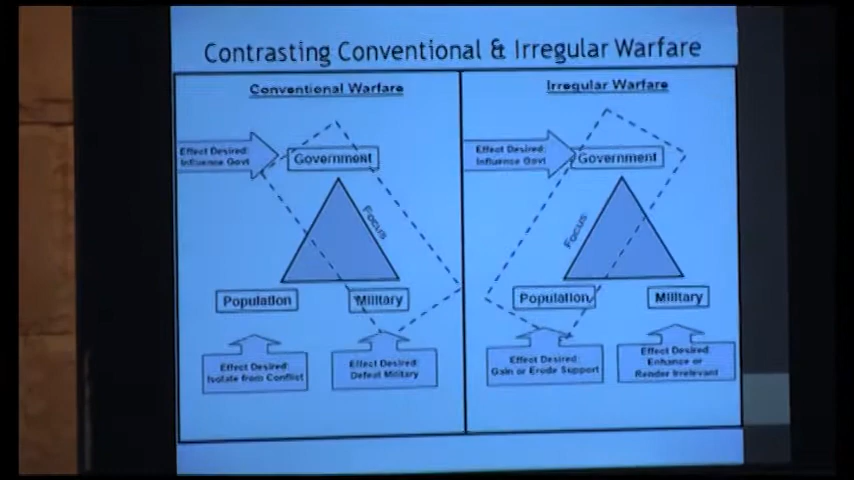 Contrasting Conventional & Irregular Warfare
Conventional Warfare
Effect Desired:
Influence Govt
Government
Focus
Population
Military
Effect Desired:
Isolate from Conflict
Effect Desired:
Defeat Military
Irregular Warfare
Effect Desired:
Influence Govt
Government
Focus
Population
Military
Effect Desired:
Gain or Erode Support
Effect Desired:
Enhance or
Render Irrelevant